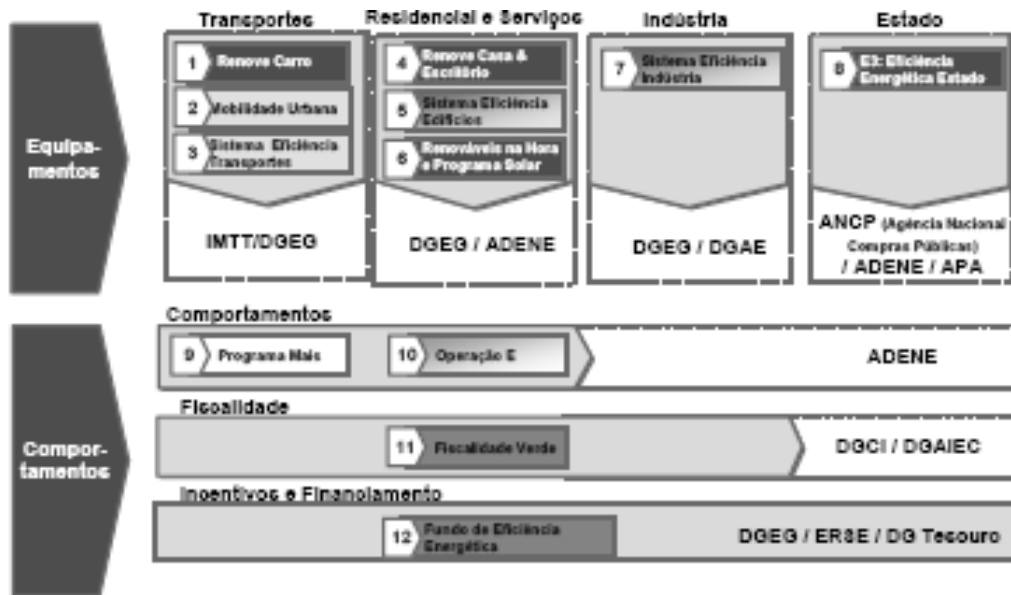 Transportes
Residencial e Serviços
Indústria
Estado
Equipa-
mentos
1 Renove Carro
2 Mobilidade Urbana
3 Sistema Eficiência
Transportes
IMTT/DGEG
4 Renove Casa &
Escritório
5 Sistema Eficiência
Edifícios
6 Renováveis na Hora
e Programa Solar
DGEG / ADENE
7 Sistema Eficiência
Indústria
DGEG / DGAE
8 E3: Eficiência
Energética Estado
ANCP (Agência Nacional
Compras Públicas)
/ ADENE / APA
Compor-
tamentos
Comportamentos
9 Programa Mais
10 Operação E
ADENE
Fiscalidade
11 Fiscalidade Verde
DGCI / DGAIEC
Incentivos e Financiamento
12 Fundo de Eficiência
Energética
DGEG / ERSE / DG Tesouro